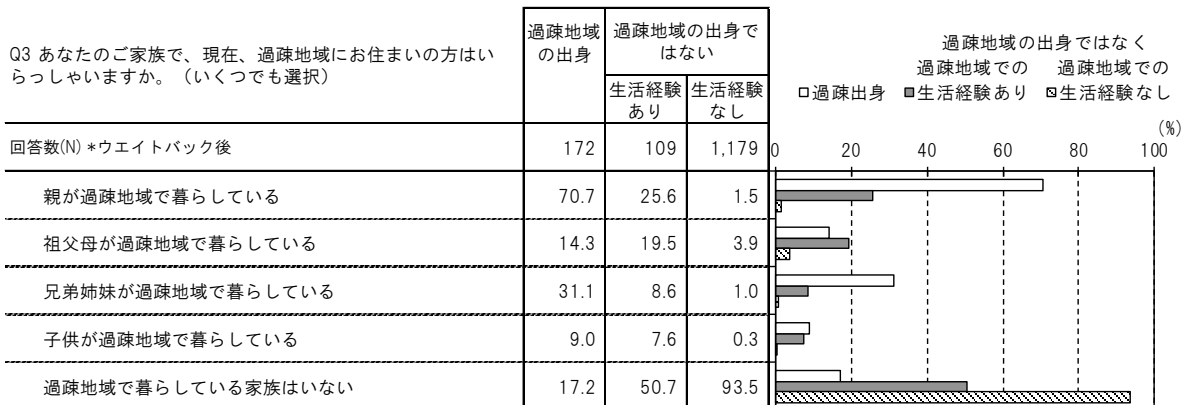 Q3 あなたのご家族で、現在、過疎地域にお住まいの方はい
らっしゃいますか。（いくつでも選択）
過疎地域
の出身
過疎地域の出身で
はない
生活経験
あり
生活経験
なし
過疎地域の出身ではなく
過疎地域での 過疎地域での
□過疎出身 ■生活経験あり 生活経験なし
回答数(N) *ウエイトバック後 172 109 1,179
(%)
0 20 40 60 80 100
親が過疎地域で暮らしている 70.7 25.6 1.5
祖父母が過疎地域で暮らしている 14.3 19.5 3.9
兄弟姉妹が過疎地域で暮らしている 31.1 8.6 1.0
子供が過疎地域で暮らしている 9.0 7.6 0.3
過疎地域で暮らしている家族はいない 17.2 50.7 93.5